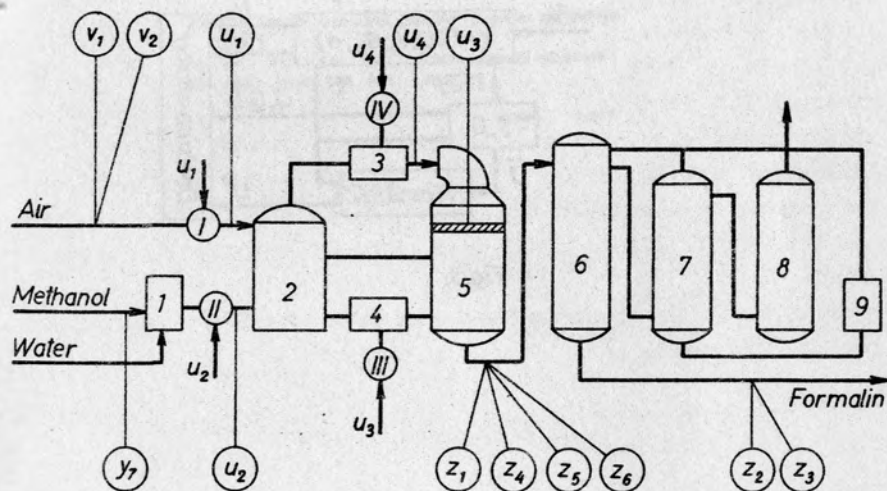 v₁
v₂
u₁
u₄
u₄
u₃
IV
u₁
3
Air
I
1
2
5
6
7
8
9
Methanol
II
4
Water
u₂
III
Formalin
u₃
y₇
u₂
z₁
z₄
z₅
z₆
z₂
z₃